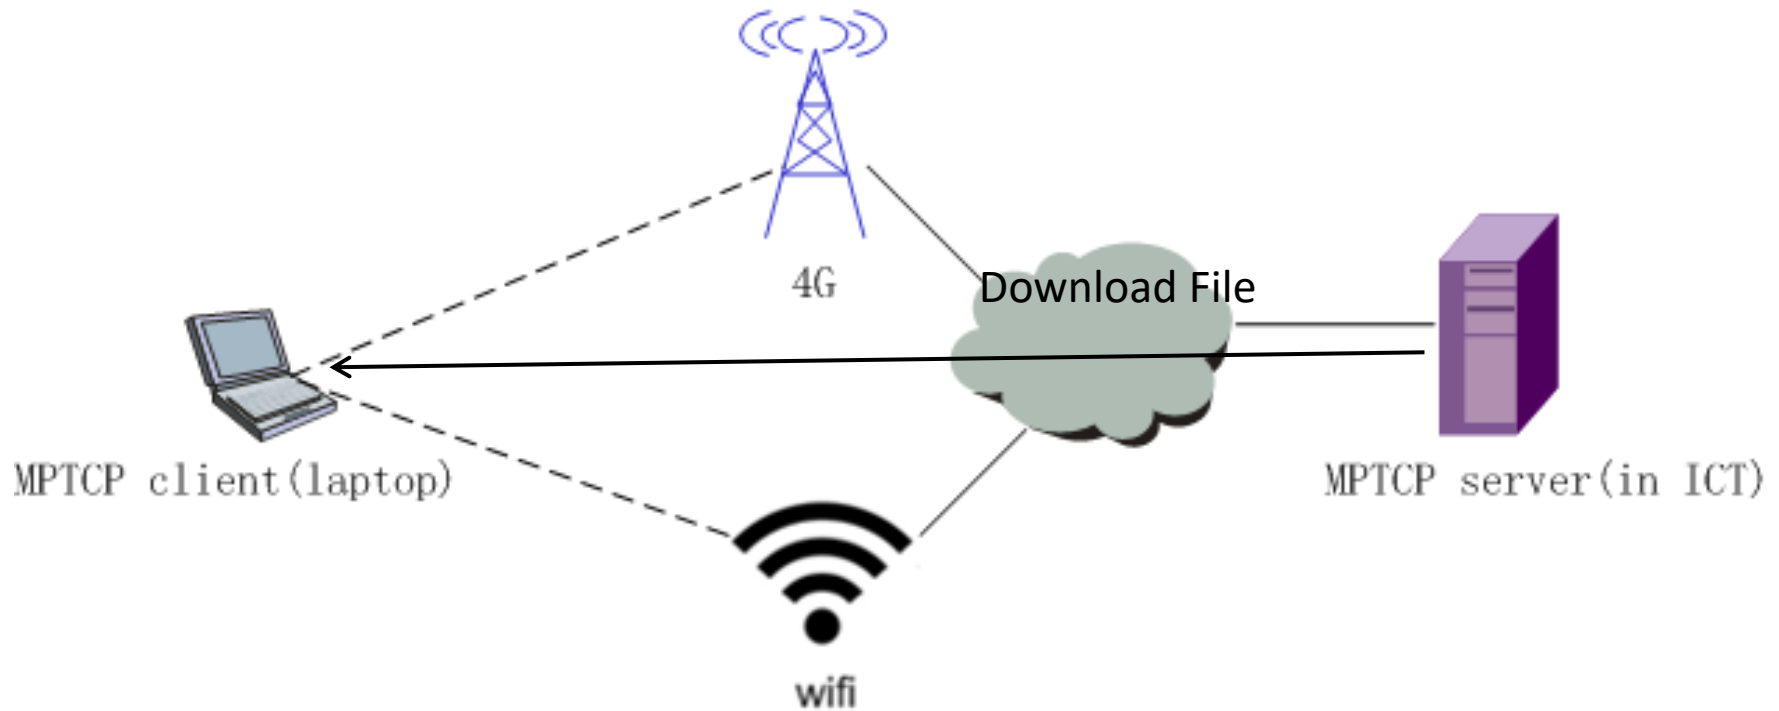 4G
Download File
MPTCP client(laptop)
MPTCP server(in ICT)
wifi